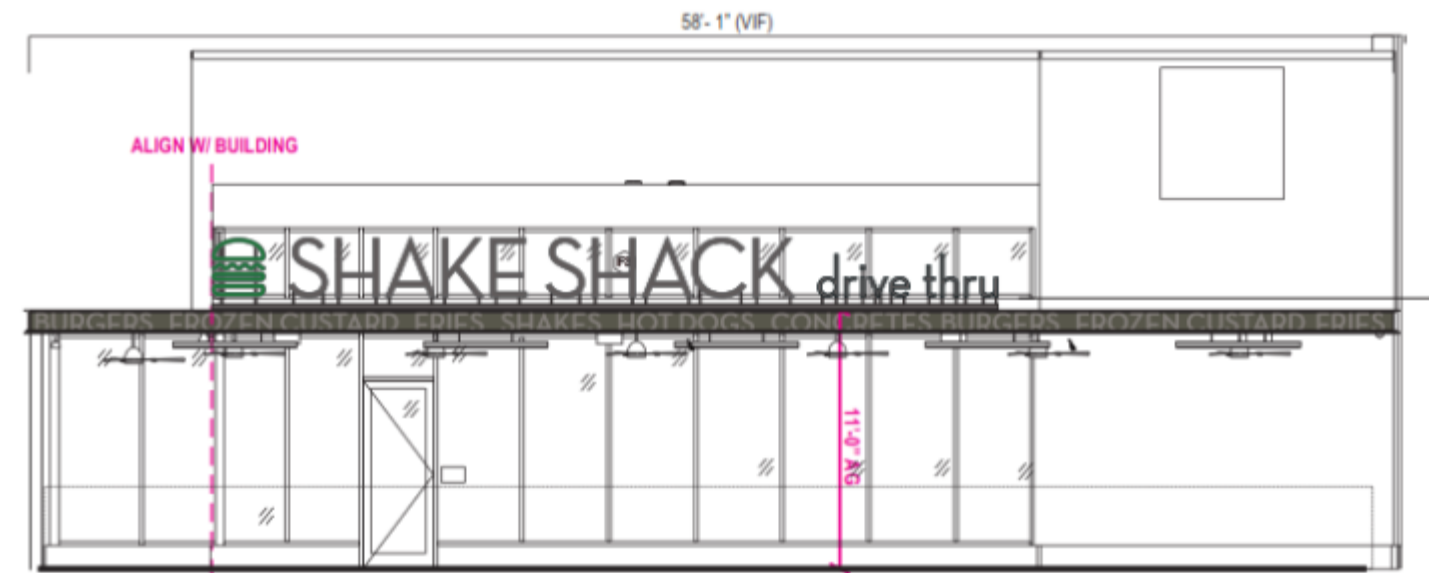 58'- 1" (VIF)
ALIGN W/ BUILDING
SHAKE SHACK drive thru
BURGERS FROZEN CUSTARD FRIES SHAKES HOT DOGS CONCRETES BURGERS FROZEN CUSTARD FRIES
11'-0" AG